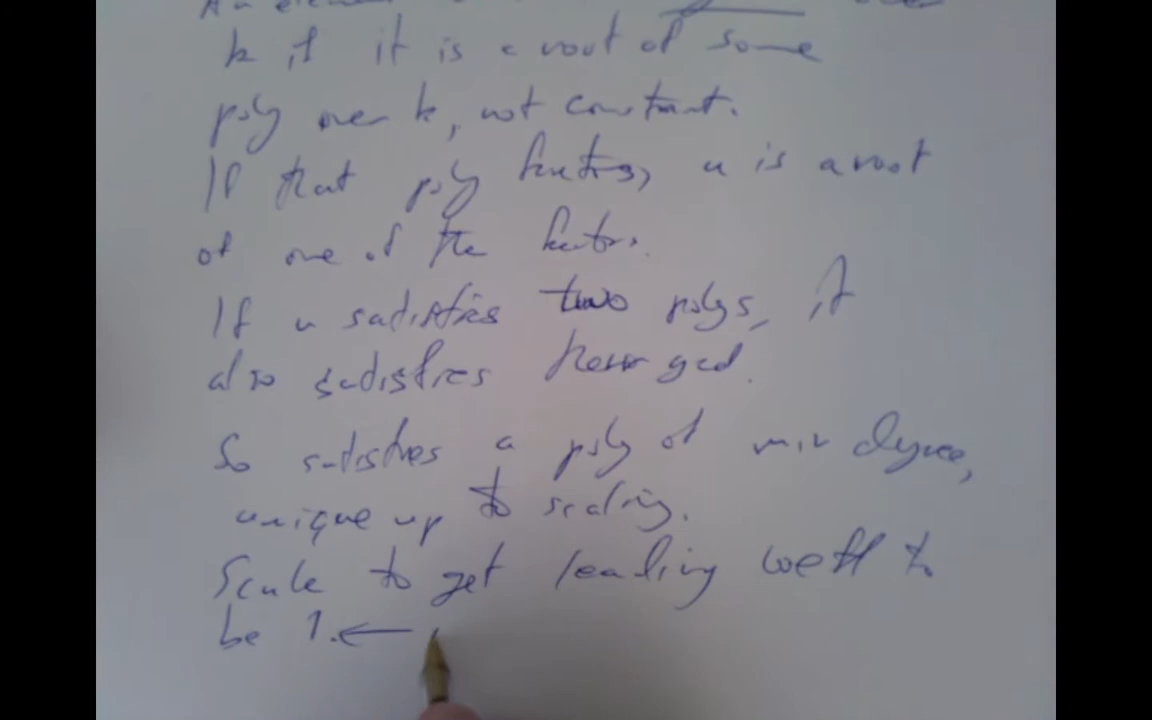 An element
k if it is a root of some
poly over k, not constant.
If that poly factors, u is a root
of one of the factors.
If u satisfies two polys, it
also satisfies their gcd.
So satisfies a poly of min degree,
unique up to scaling.
Scale to get leading coeff to
be 1. ←